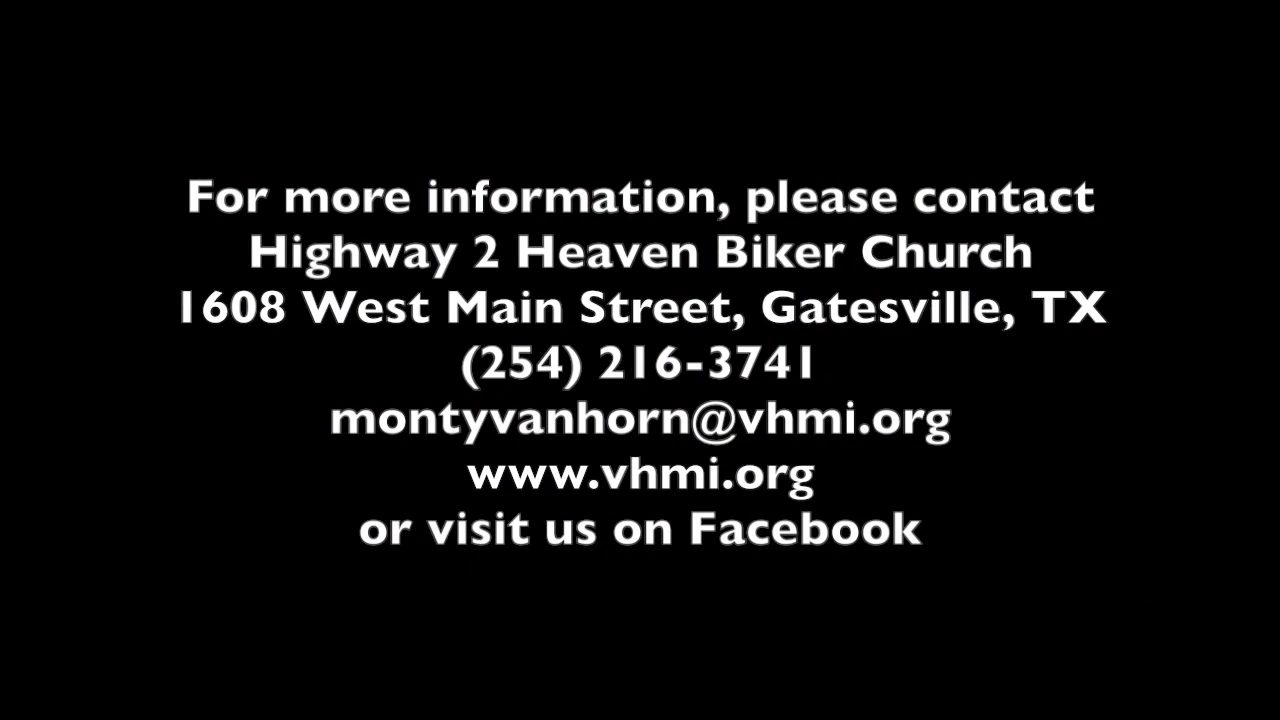 For more information, please contact
Highway 2 Heaven Biker Church
1608 West Main Street, Gatesville, TX
(254) 216-3741
montyvanhorn@vhmi.org
www.vhmi.org
or visit us on Facebook